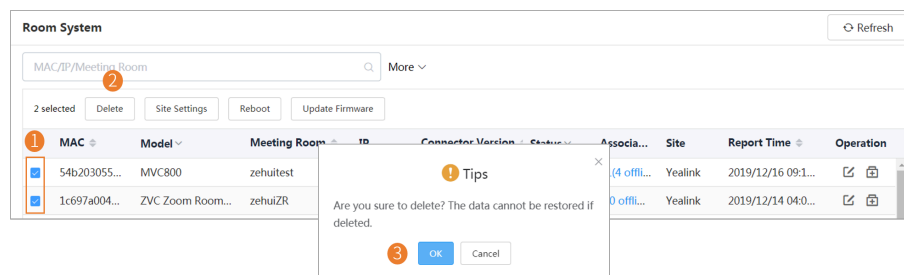 Room System
Refresh
MAC/IP/Meeting Room
More
2
2 selected Delete Site Settings Reboot Update Firmware
1
MAC Model Meeting Room IP Connector Version Status Associa... Site Report Time Operation
54b203055... MVC800 zehuitest (4 offli... Yealink 2019/12/16 09:1...
1c697a004... ZVC Zoom Room... zehuiZR 0 offli... Yealink 2019/12/14 04:0...
Tips
Are you sure to delete? The data cannot be restored if
deleted.
3 OK Cancel